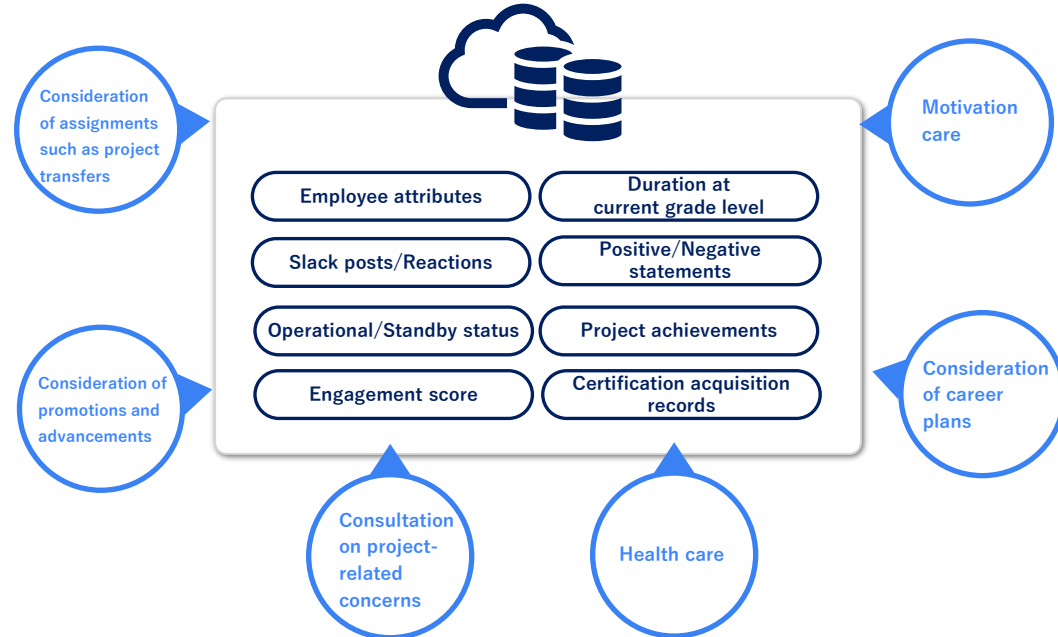 Consideration
of assignments
such as project
transfers
Motivation
care
Employee attributes
Duration at
current grade level
Slack posts/Reactions
Positive/Negative
statements
Operational/Standby status
Project achievements
Engagement score
Certification acquisition
records
Consideration of
promotions and
advancements
Consideration
of career
plans
Consultation
on project-
related
concerns
Health care